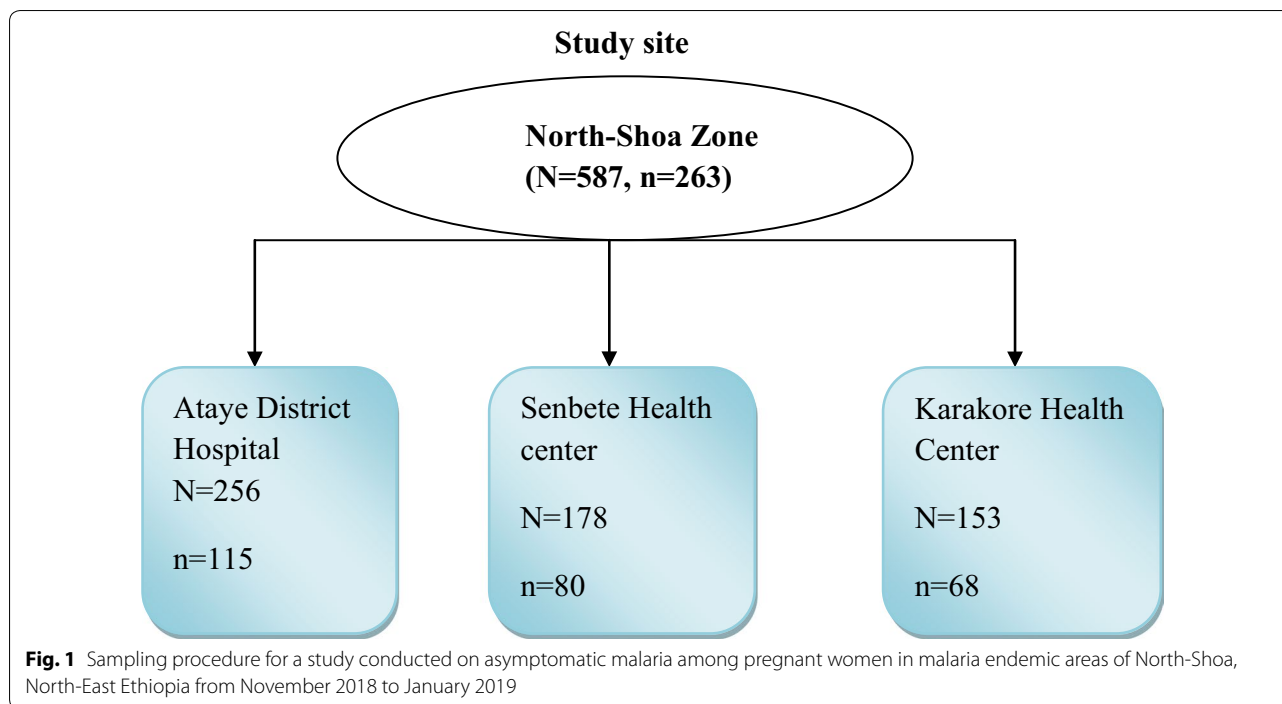 Study site
North-Shoa Zone
(N=587, n=263)
Ataye District
Hospital
N=256
n=115
Senbete Health
center
N=178
n=80
Karakore Health
Center
N=153
n=68
Fig. 1 Sampling procedure for a study conducted on asymptomatic malaria among pregnant women in malaria endemic areas of North-Shoa,
North-East Ethiopia from November 2018 to January 2019